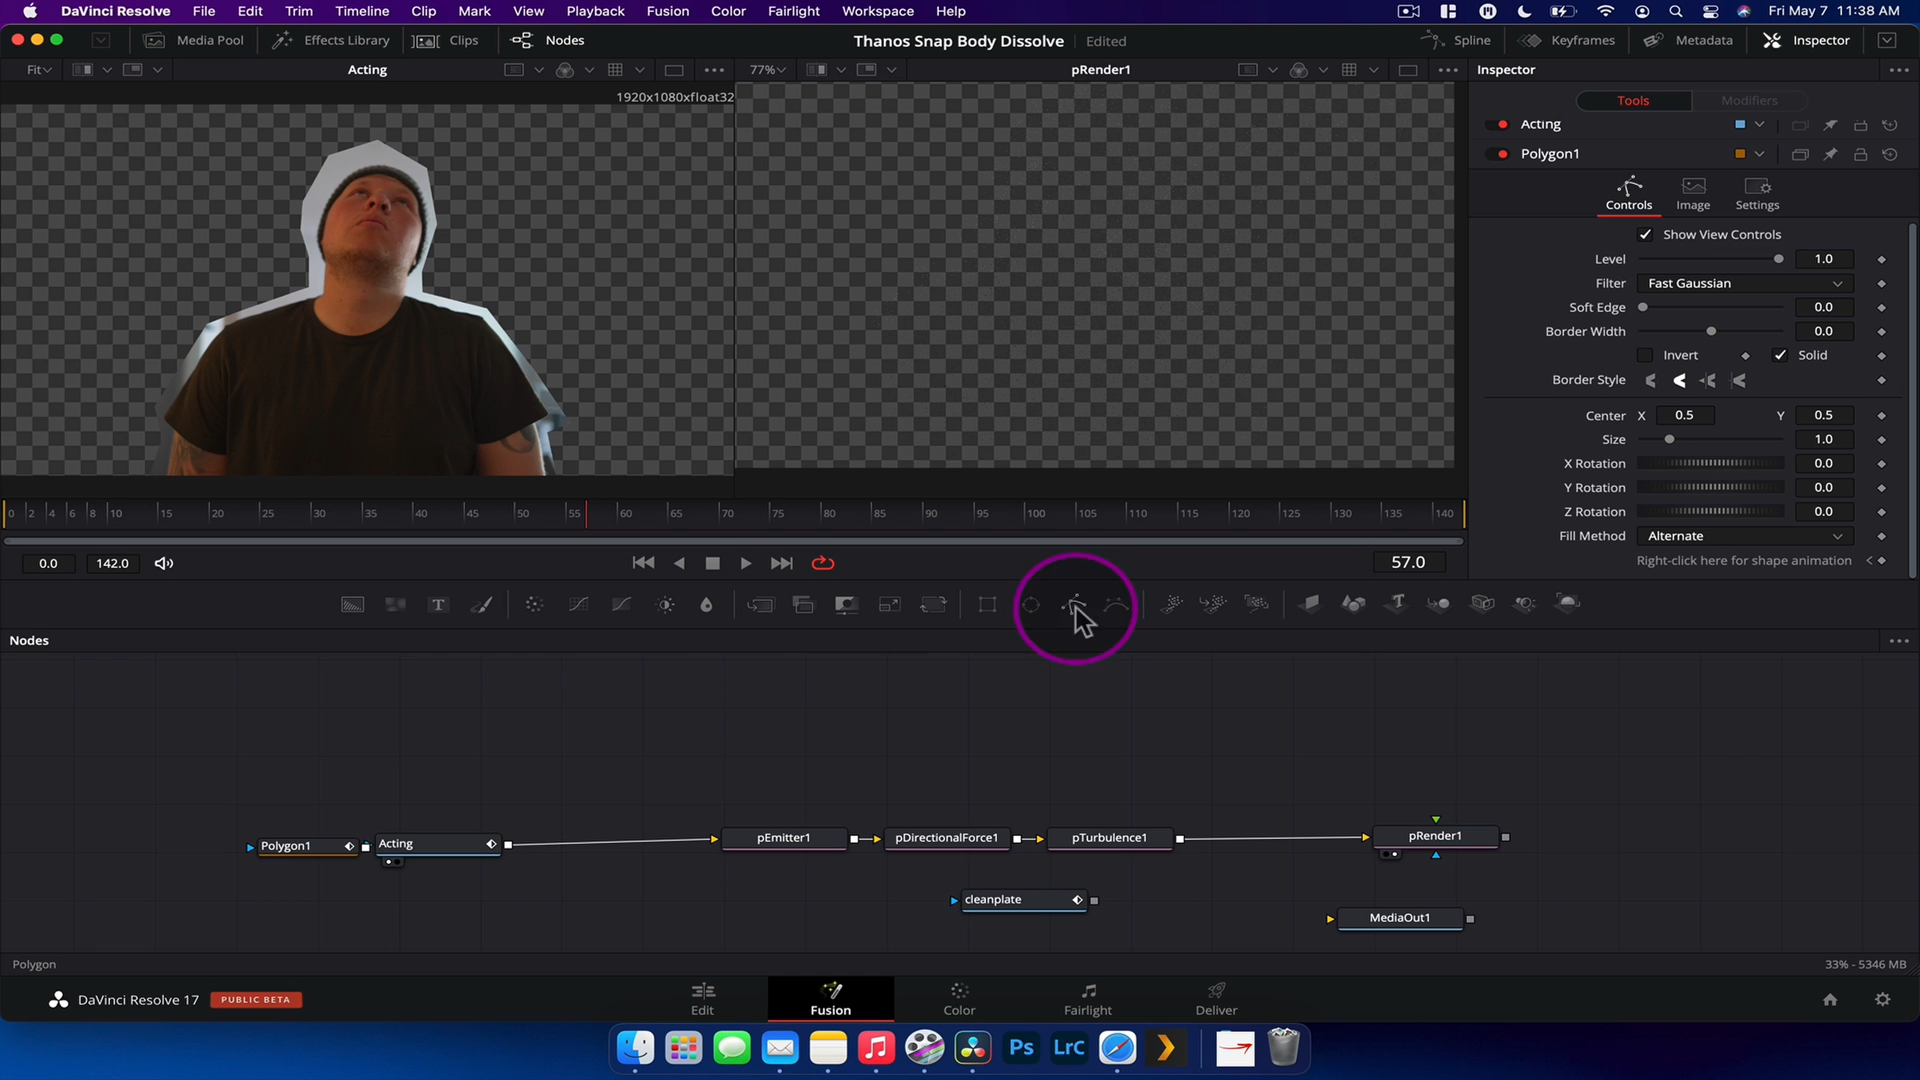 DaVinci Resolve File Edit Trim Timeline Clip Mark View Playback Fusion Color Fairlight Workspace Help Fri May 7 11:38 AM
Media Pool Effects Library Clips Nodes Thanos Snap Body Dissolve Edited Spline Keyframes Metadata Inspector
Fit Acting 77% pRender1 Inspector
1920x1080xfloat32
Tools Modifiers
Acting
Polygon1
Controls Image Settings
Show View Controls
Level 1.0
Filter Fast Gaussian
Soft Edge 0.0
Border Width 0.0
Invert Solid
Border Style
Center X 0.5 Y 0.5
Size 1.0
X Rotation 0.0
Y Rotation 0.0
Z Rotation 0.0
Fill Method Alternate
Right-click here for shape animation
0 2 4 6 8 10 15 20 25 30 35 40 45 50 55 60 65 70 75 80 85 90 95 100 105 110 115 120 125 130 135 140
0.0 142.0 57.0
T T
Nodes
Polygon1 Acting pEmitter1 pDirectionalForce1 pTurbulence1 pRender1
cleanplate
MediaOut1
Polygon 33% - 5346 MB
DaVinci Resolve 17 PUBLIC BETA
Edit Fusion Color Fairlight Deliver
Ps LrC